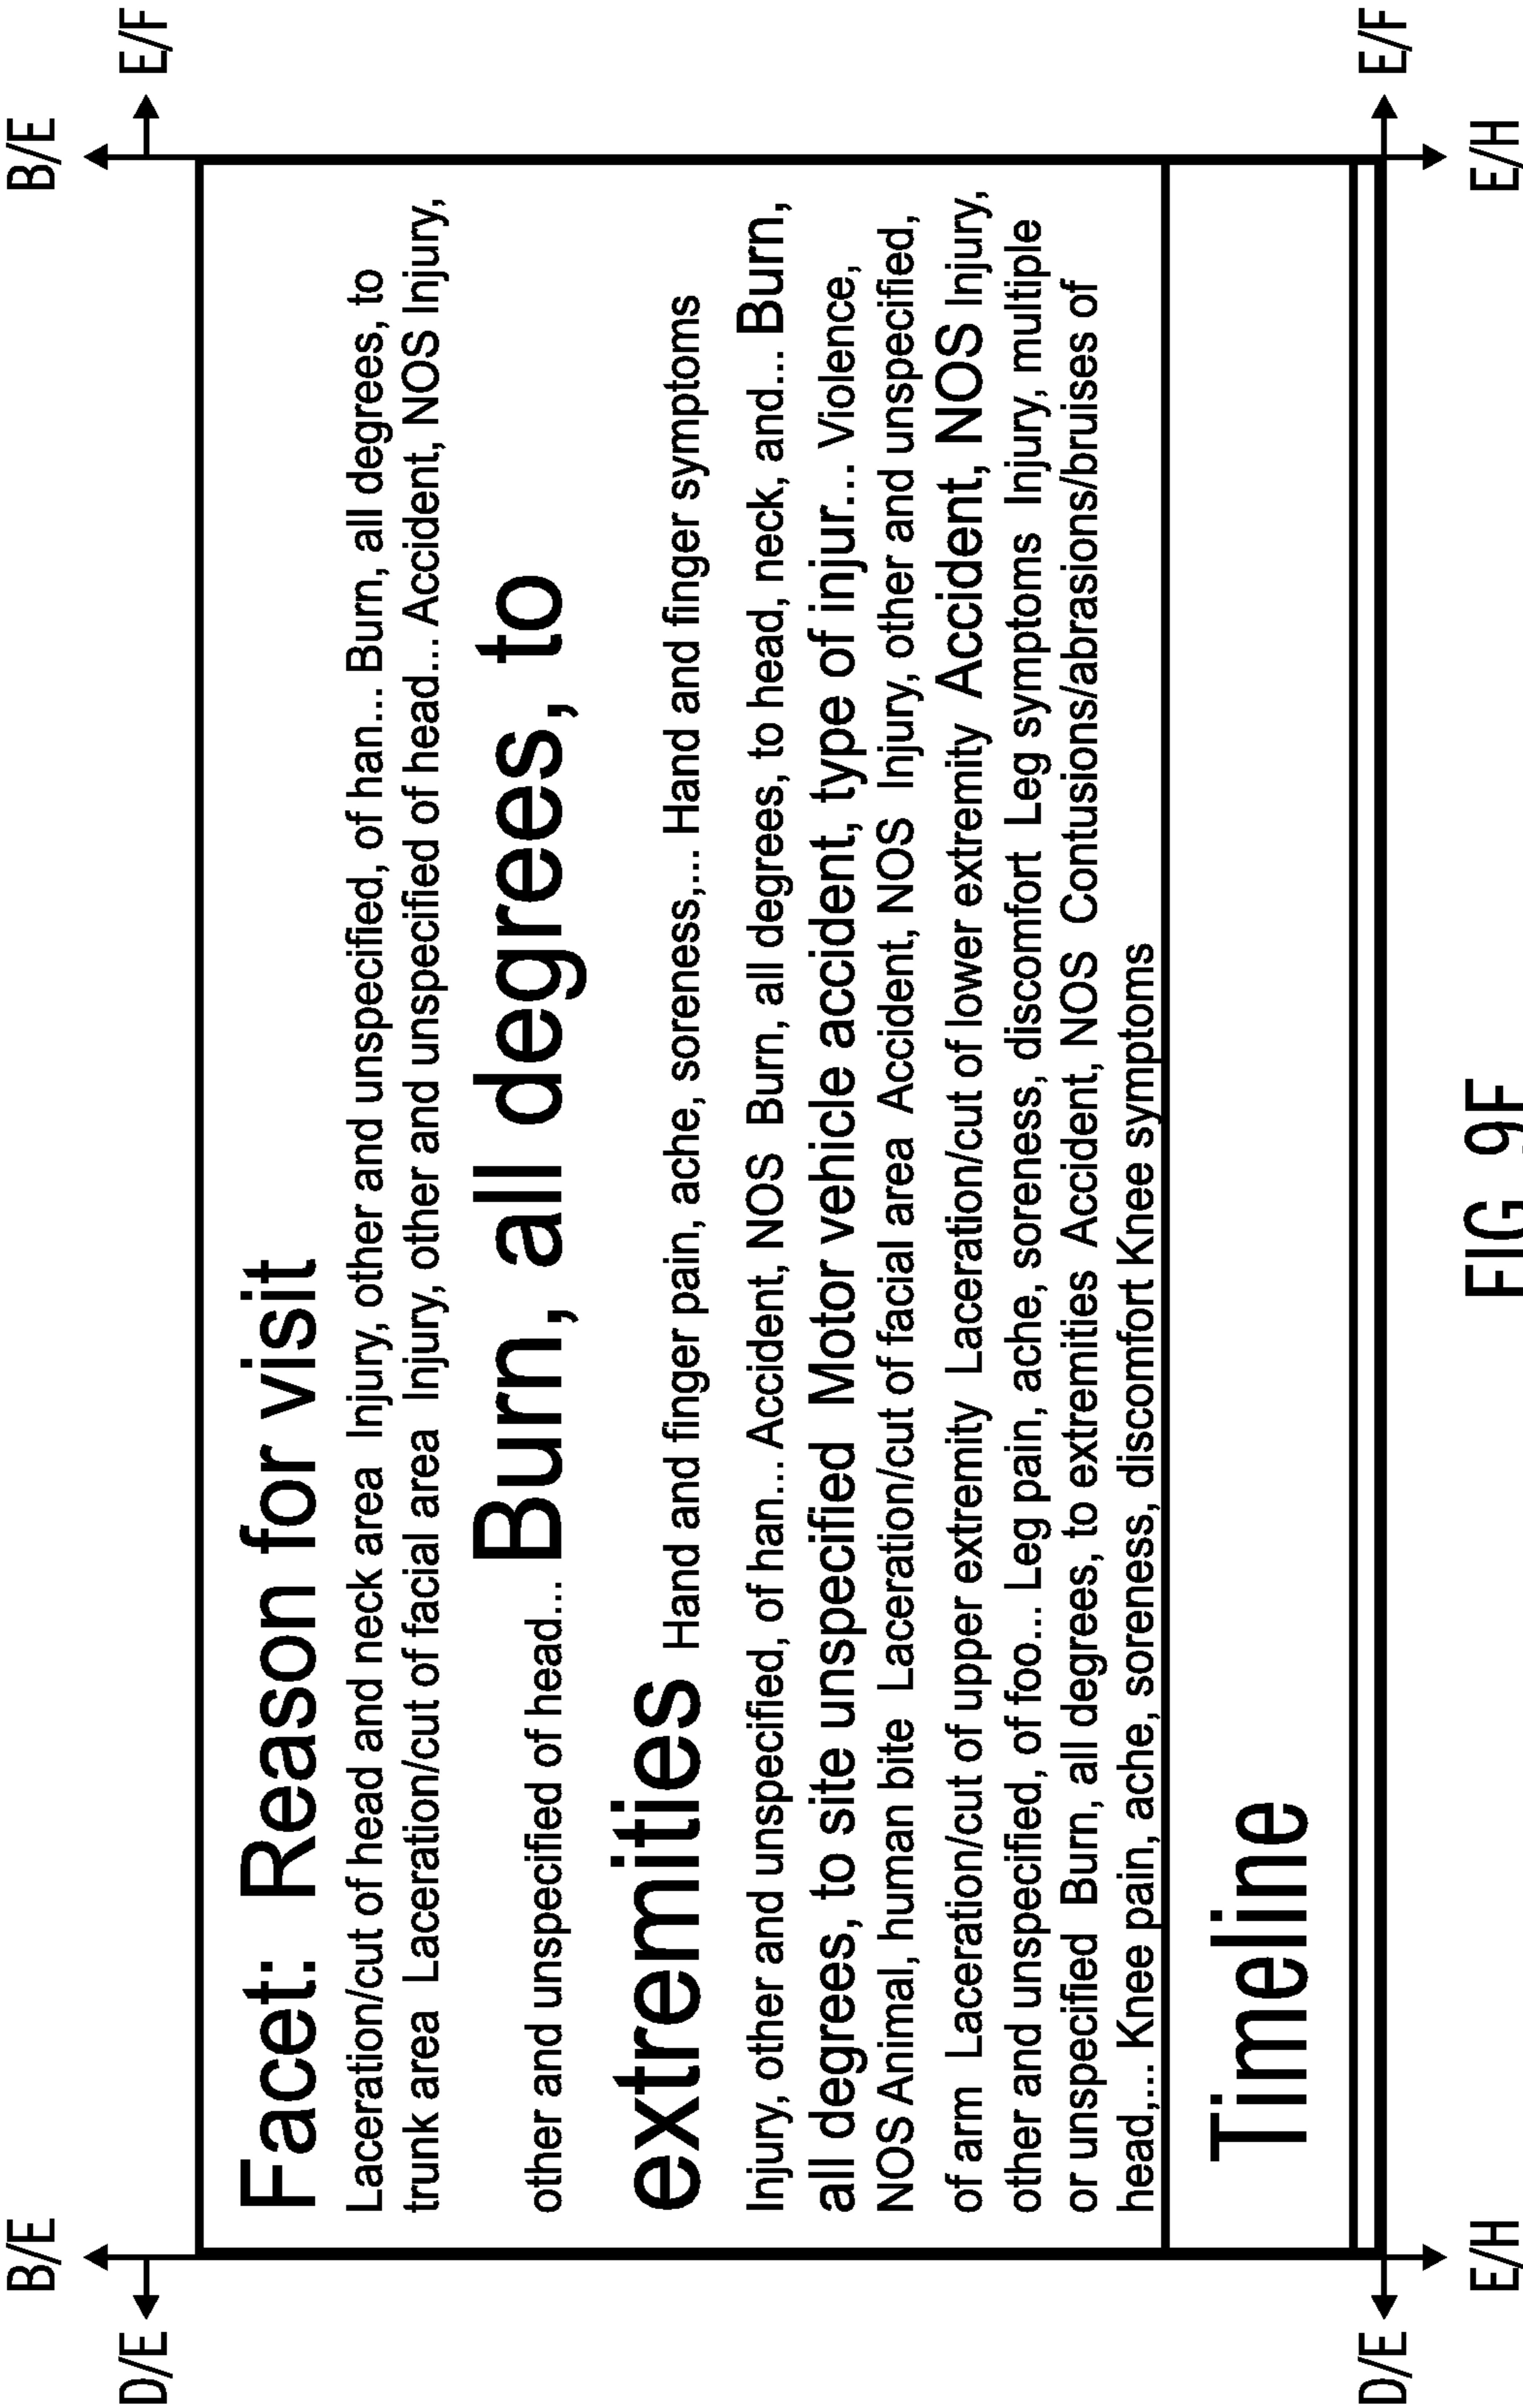 B/E B/E
D/E E/F
Facet: Reason for visit
Laceration/cut of head and neck area Injury, other and unspecified, of han... Burn, all degrees, to
trunk area Laceration/cut of facial area Injury, other and unspecified of head... Accident, NOS Injury,
other and unspecified of head... Burn, all degrees, to
extremities Hand and finger pain, ache, soreness,... Hand and finger symptoms
Injury, other and unspecified, of han... Accident, NOS Burn, all degrees, to head, neck, and... Burn,
all degrees, to site unspecified Motor vehicle accident, type of injur... Violence,
NOS Animal, human bite Laceration/cut of facial area Accident, NOS Injury, other and unspecified,
of arm Laceration/cut of upper extremity Laceration/cut of lower extremity Accident, NOS Injury,
other and unspecified, of foo... Leg pain, ache, soreness, discomfort Leg symptoms Injury, multiple
or unspecified Burn, all degrees, to extremities Accident, NOS Contusions/abrasions/bruises of
head,... Knee pain, ache, soreness, discomfort Knee symptoms
Timeline
D/E E/F
E/H E/H